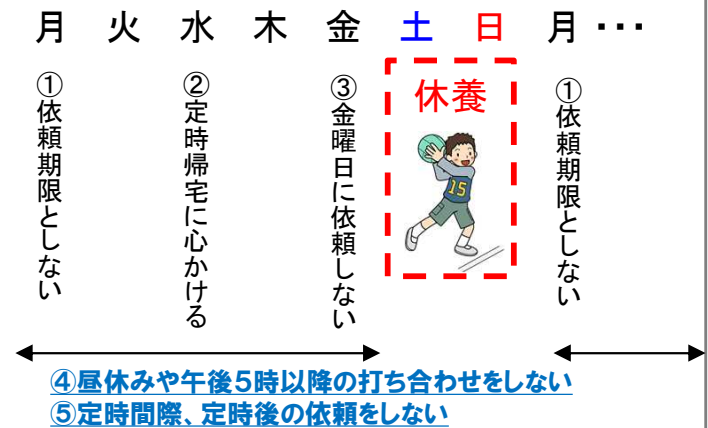 月 火 水 木 金 土 日 月 ・・・
①依頼期限としない
②定時帰宅に心かける
③金曜日に依頼しない
休養
15
①依頼期限としない
④昼休みや午後5時以降の打ち合わせをしない
⑤定時間際、定時後の依頼をしない